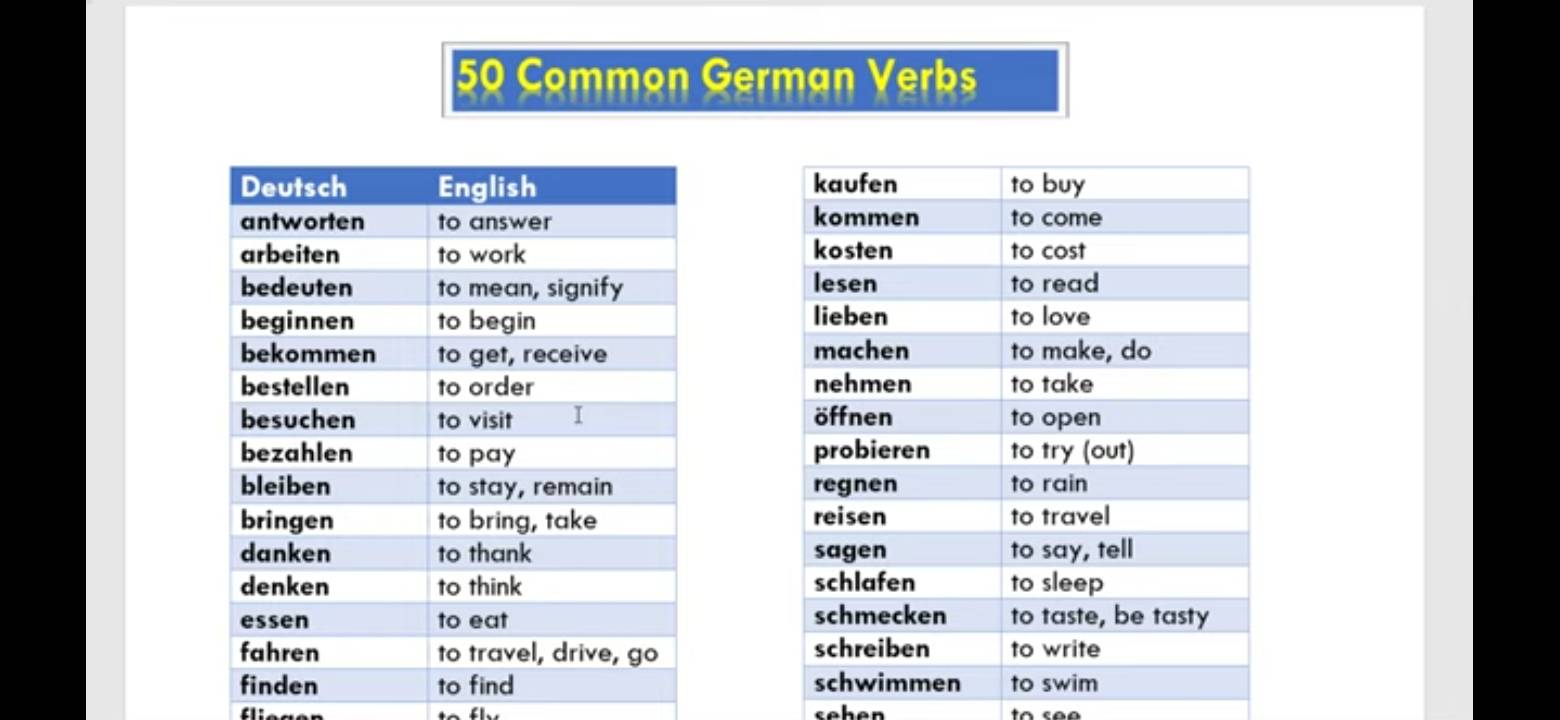 50 Common German Verbs
Deutsch English
antworten to answer
arbeiten to work
bedeuten to mean, signify
beginnen to begin
bekommen to get, receive
bestellen to order
besuchen to visit
bezahlen to pay
bleiben to stay, remain
bringen to bring, take
danken to thank
denken to think
essen to eat
fahren to travel, drive, go
finden to find
fliegen to fly
kaufen to buy
kommen to come
kosten to cost
lesen to read
lieben to love
machen to make, do
nehmen to take
öffnen to open
probieren to try (out)
regnen to rain
reisen to travel
sagen to say, tell
schlafen to sleep
schmecken to taste, be tasty
schreiben to write
schwimmen to swim
sehen to see